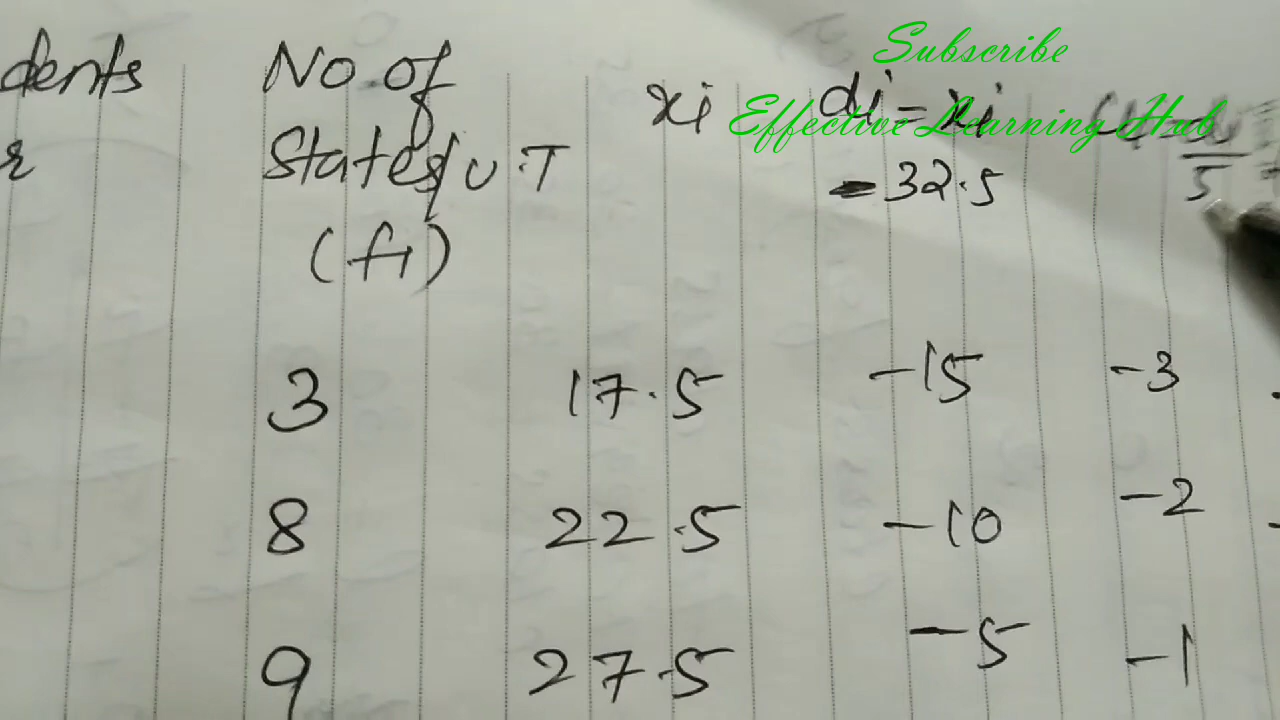 Subscribe
Effective Learning Hub
dents No.of xi di = xi
States/U.T - 32.5 5
(fi)
3 17.5 -15 -3
8 22.5 -10 -2
9 27.5 -5 -1